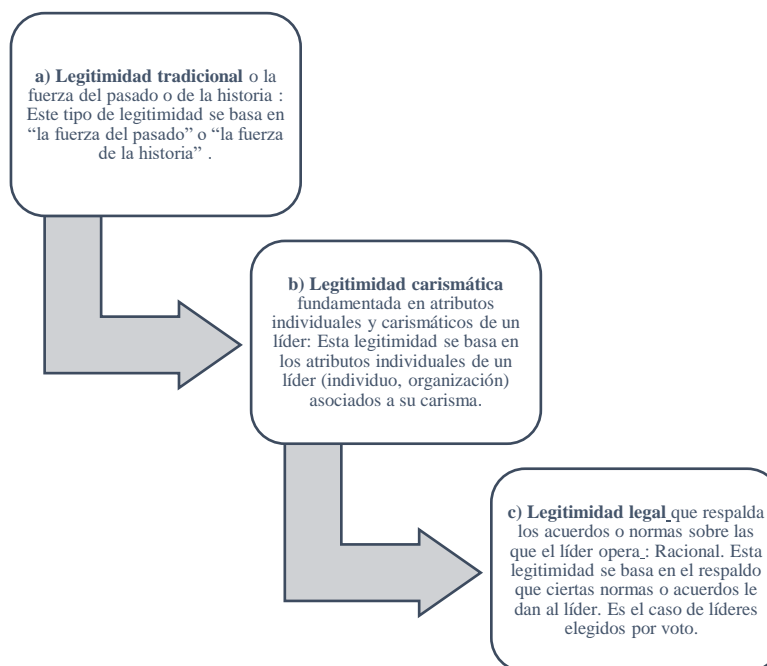 a) Legitimidad tradicional o la
fuerza del pasado o de la historia :
Este tipo de legitimidad se basa en
“la fuerza del pasado” o “la fuerza
de la historia” .
b) Legitimidad carismática
fundamentada en atributos
individuales y carismáticos de un
líder: Esta legitimidad se basa en
los atributos individuales de un
líder (individuo, organización)
asociados a su carisma.
c) Legitimidad legal que respalda
los acuerdos o normas sobre las
que el líder opera : Racional. Esta
legitimidad se basa en el respaldo
que ciertas normas o acuerdos le
dan al líder. Es el caso de líderes
elegidos por voto.